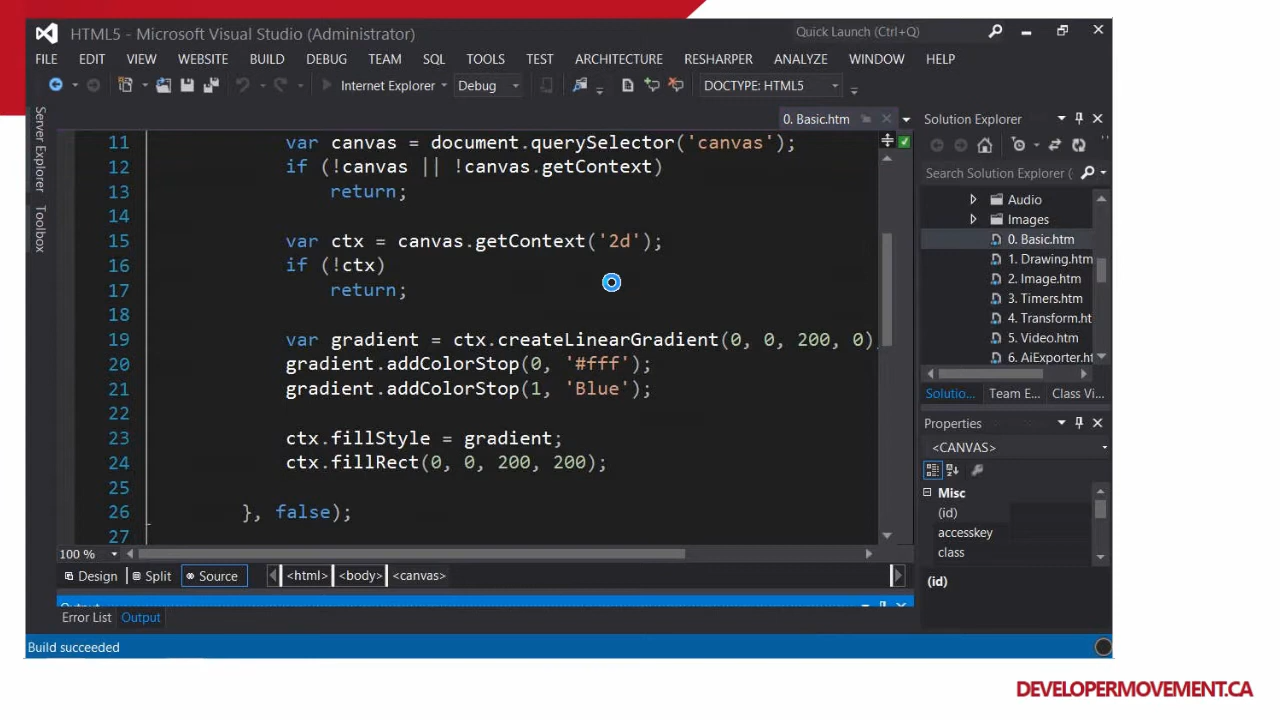 HTML5 - Microsoft Visual Studio (Administrator)
Quick Launch (Ctrl+Q)
FILE EDIT VIEW WEBSITE BUILD DEBUG TEAM SQL TOOLS TEST ARCHITECTURE RESHARPER ANALYZE WINDOW HELP
Internet Explorer Debug DOCTYPE: HTML5
Server Explorer
Toolbox
0. Basic.htm
11 var canvas = document.querySelector('canvas');
12 if (!canvas || !canvas.getContext)
13 return;
14
15 var ctx = canvas.getContext('2d');
16 if (!ctx)
17 return;
18
19 var gradient = ctx.createLinearGradient(0, 0, 200, 0)
20 gradient.addColorStop(0, '#fff');
21 gradient.addColorStop(1, 'Blue');
22
23 ctx.fillStyle = gradient;
24 ctx.fillRect(0, 0, 200, 200);
25
26 }, false);
27
100 %
Design Split Source <html> <body> <canvas>
Error List Output
Build succeeded
Solution Explorer
Search Solution Explorer (
Audio
Images
0. Basic.htm
1. Drawing.htm
2. Image.htm
3. Timers.htm
4. Transform.ht
5. Video.htm
6. AiExporter.ht
Solutio... Team E... Class Vi...
Properties
<CANVAS>
Misc
(id)
accesskey
class
(id)
DEVELOPERMOVEMENT.CA